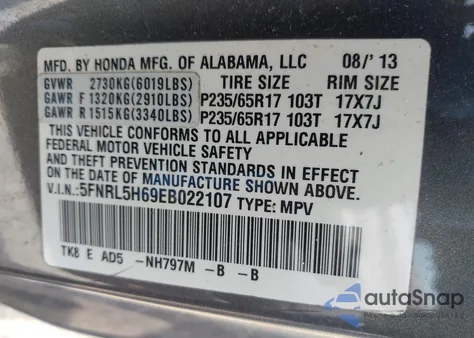 MFD. BY HONDA MFG. OF ALABAMA, LLC 08/'13
GVWR 2730KG(6019LBS) TIRE SIZE RIM SIZE
GAWR F 1320KG(2910LBS) P235/65R17 103T 17X7J
GAWR R 1515KG(3340LBS) P235/65R17 103T 17X7J
THIS VEHICLE CONFORMS TO ALL APPLICABLE
FEDERAL MOTOR VEHICLE SAFETY
AND THEFT PREVENTION STANDARDS IN EFFECT
ON THE DATE OF MANUFACTURE SHOWN ABOVE.
V.I.N.:5FNRL5H69EB022107 TYPE: MPV
TK8 E AD5 -NH797M -B -B
autoSnap